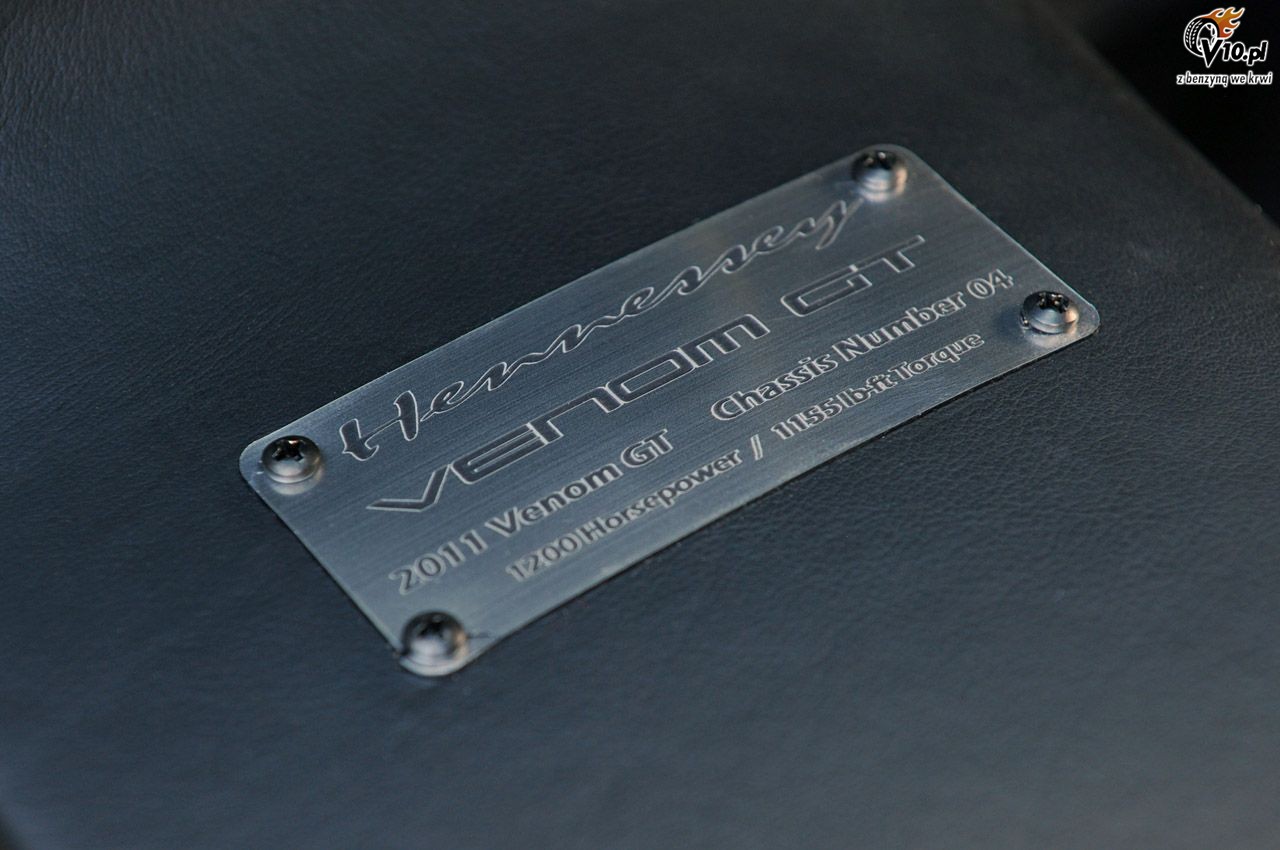 V10.pl
z benzyną we krwi
Hennessey
VENOM GT
2011 Venom GT Chassis Number 04
1200 Horsepower / 1155 lb-ft Torque